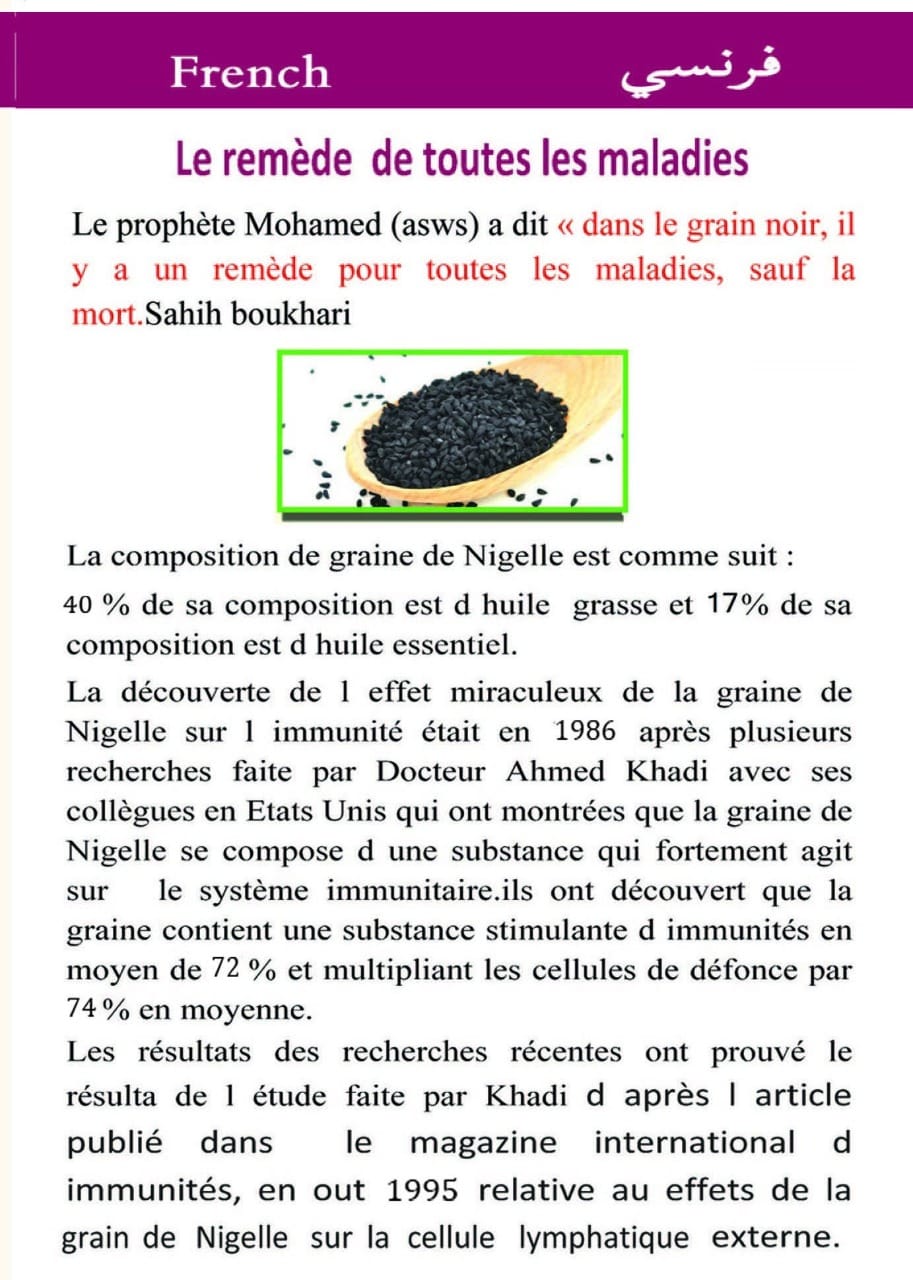 French فرنسي
Le remède de toutes les maladies
Le prophète Mohamed (asws) a dit « dans le grain noir, il
y a un remède pour toutes les maladies, sauf la
mort.Sahih boukhari
La composition de graine de Nigelle est comme suit :
40 % de sa composition est d huile grasse et 17% de sa
composition est d huile essentiel.
La découverte de l effet miraculeux de la graine de
Nigelle sur l immunité était en 1986 après plusieurs
recherches faite par Docteur Ahmed Khadi avec ses
collègues en Etats Unis qui ont montrées que la graine de
Nigelle se compose d une substance qui fortement agit
sur le système immunitaire.ils ont découvert que la
graine contient une substance stimulante d immunités en
moyen de 72 % et multipliant les cellules de défonce par
74 % en moyenne.
Les résultats des recherches récentes ont prouvé le
résulta de l étude faite par Khadi d après l article
publié dans le magazine international d
immunités, en out 1995 relative au effets de la
grain de Nigelle sur la cellule lymphatique externe.